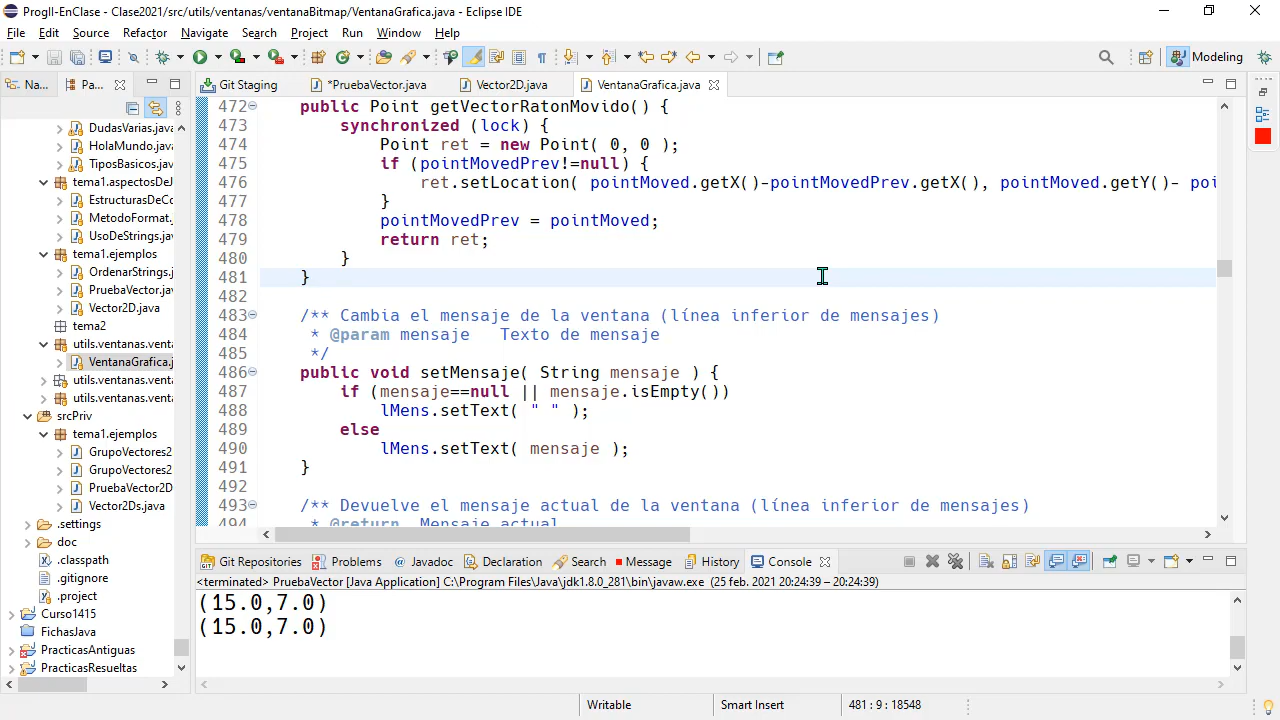 ProgII-EnClase - Clase2021/src/utils/ventanas/ventanaBitmap/VentanaGrafica.java - Eclipse IDE
File Edit Source Refactor Navigate Search Project Run Window Help
Modeling
Na... Pa... Git Staging *PruebaVector.java Vector2D.java VentanaGrafica.java
DudasVarias.java
HolaMundo.java
TiposBasicos.java
tema1.aspectosDeJ
EstructurasDeCo
MetodoFormat.
UsoDeStrings.jav
tema1.ejemplos
OrdenarStrings.j
PruebaVector.jav
Vector2D.java
tema2
utils.ventanas.vent
VentanaGrafica.j
utils.ventanas.vent
utils.ventanas.vent
srcPriv
tema1.ejemplos
GrupoVectores2
GrupoVectores2
PruebaVector2D
Vector2Ds.java
.settings
doc
.classpath
.gitignore
.project
Curso1415
FichasJava
PracticasAntiguas
PracticasResueltas
472 public Point getVectorRatonMovido() {
473 synchronized (lock) {
474 Point ret = new Point( 0, 0 );
475 if (pointMovedPrev!=null) {
476 ret.setLocation( pointMoved.getX()-pointMovedPrev.getX(), pointMoved.getY()- poi
477 }
478 pointMovedPrev = pointMoved;
479 return ret;
480 }
481 }
482
483 /** Cambia el mensaje de la ventana (línea inferior de mensajes)
484 * @param mensaje Texto de mensaje
485 */
486 public void setMensaje( String mensaje ) {
487 if (mensaje==null || mensaje.isEmpty())
488 lMens.setText( " " );
489 else
490 lMens.setText( mensaje );
491 }
492
493 /** Devuelve el mensaje actual de la ventana (línea inferior de mensajes)
494 * @return Mensaje actual
Git Repositories Problems Javadoc Declaration Search Message History Console
<terminated> PruebaVector [Java Application] C:\Program Files\Java\jdk1.8.0_281\bin\javaw.exe (25 feb. 2021 20:24:39 – 20:24:39)
(15.0,7.0)
(15.0,7.0)
Writable Smart Insert 481 : 9 : 18548